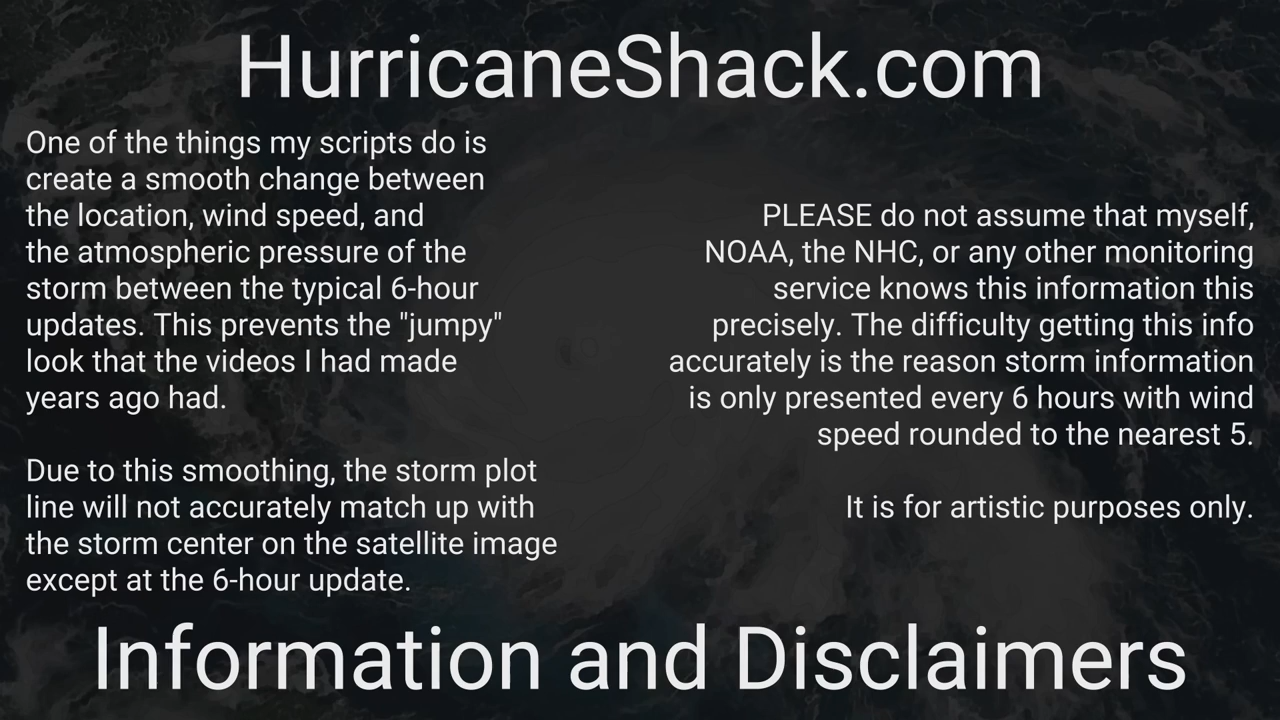 HurricaneShack.com
One of the things my scripts do is
create a smooth change between
the location, wind speed, and
the atmospheric pressure of the
storm between the typical 6-hour
updates. This prevents the "jumpy"
look that the videos I had made
years ago had.
Due to this smoothing, the storm plot
line will not accurately match up with
the storm center on the satellite image
except at the 6-hour update.
PLEASE do not assume that myself,
NOAA, the NHC, or any other monitoring
service knows this information this
precisely. The difficulty getting this info
accurately is the reason storm information
is only presented every 6 hours with wind
speed rounded to the nearest 5.
It is for artistic purposes only.
Information and Disclaimers